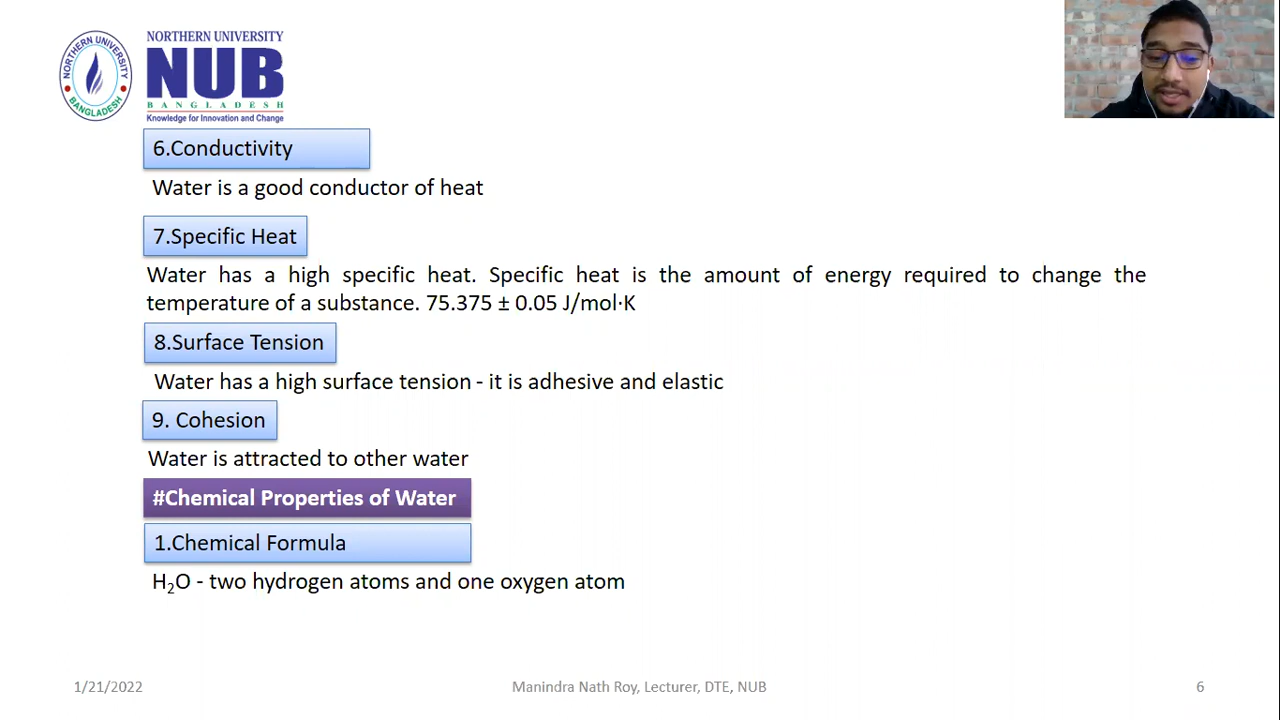 NORTHERN UNIVERSITY
BANGLADESH
NORTHERN UNIVERSITY
NUB
BANGLADESH
Knowledge for Innovation and Change
6.Conductivity
Water is a good conductor of heat
7.Specific Heat
Water has a high specific heat. Specific heat is the amount of energy required to change the
temperature of a substance. 75.375 ± 0.05 J/mol·K
8.Surface Tension
Water has a high surface tension - it is adhesive and elastic
9. Cohesion
Water is attracted to other water
#Chemical Properties of Water
1.Chemical Formula
H₂O - two hydrogen atoms and one oxygen atom
1/21/2022
Manindra Nath Roy, Lecturer, DTE, NUB
6